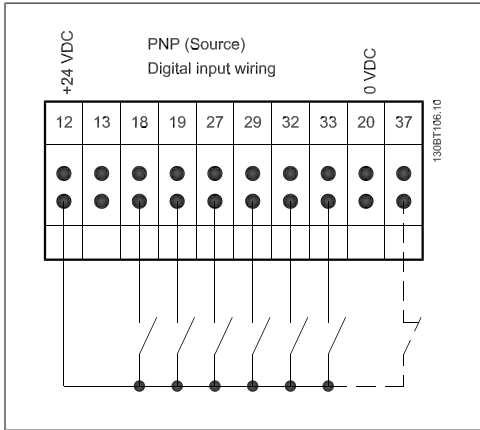 PNP (Source)
Digital input wiring
+24 VDC
0 VDC
12 13 18 19 27 29 32 33 20 37
130BT106.10